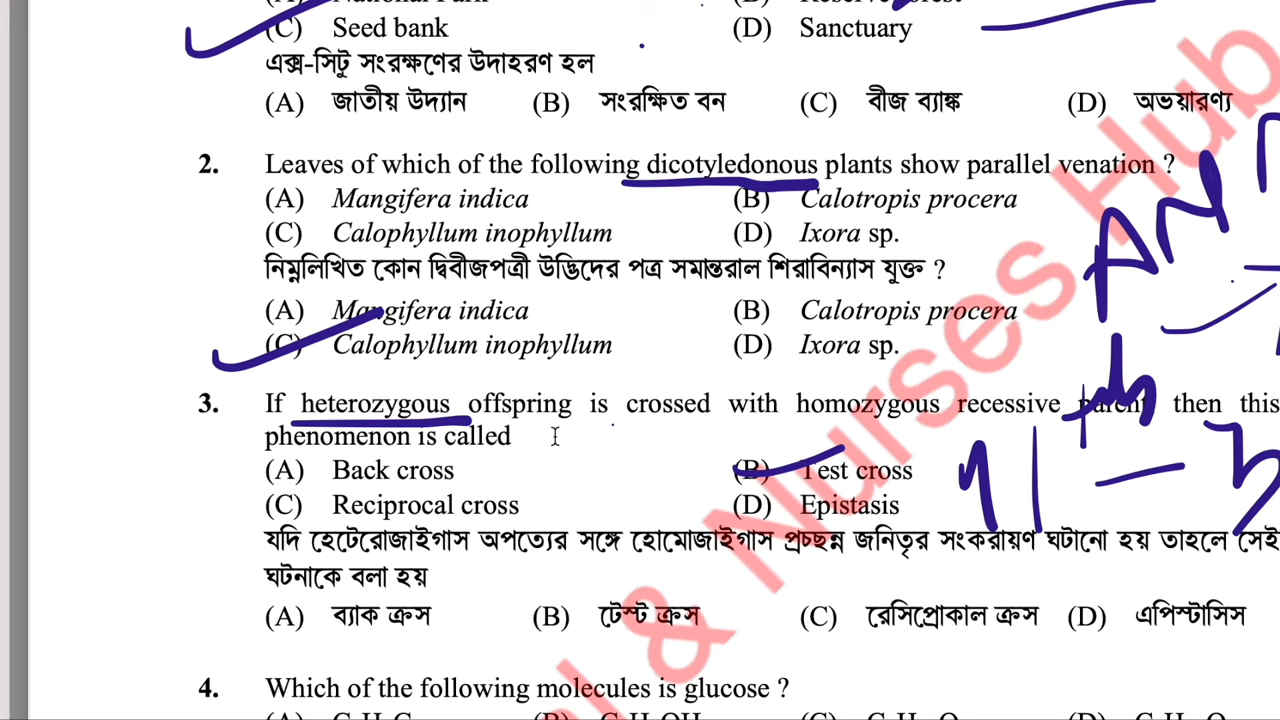 (C) Seed bank (D) Sanctuary
এক্স-সিটু সংরক্ষণের উদাহরণ হল
(A) জাতীয় উদ্যান (B) সংরক্ষিত বন (C) বীজ ব্যাঙ্ক (D) অভয়ারণ্য
2. Leaves of which of the following dicotyledonous plants show parallel venation ?
(A) Mangifera indica (B) Calotropis procera
(C) Calophyllum inophyllum (D) Ixora sp.
নিম্নলিখিত কোন দ্বিবীজপত্রী উদ্ভিদের পত্র সমান্তরাল শিরাবিন্যাস যুক্ত ?
(A) Mangifera indica (B) Calotropis procera
(C) Calophyllum inophyllum (D) Ixora sp.
3. If heterozygous offspring is crossed with homozygous recessive parent, then this
phenomenon is called
(A) Back cross (B) Test cross
(C) Reciprocal cross (D) Epistasis
যদি হেটেরোজাইগাস অপত্যের সঙ্গে হোমোজাইগাস প্রচ্ছন্ন জনিতৃর সংকরায়ণ ঘটানো হয় তাহলে সেই
ঘটনাকে বলা হয়
(A) ব্যাক ক্রস (B) টেস্ট ক্রস (C) রেসিপ্রোকাল ক্রস (D) এপিস্টাসিস
4. Which of the following molecules is glucose ?
& Nurses Hub